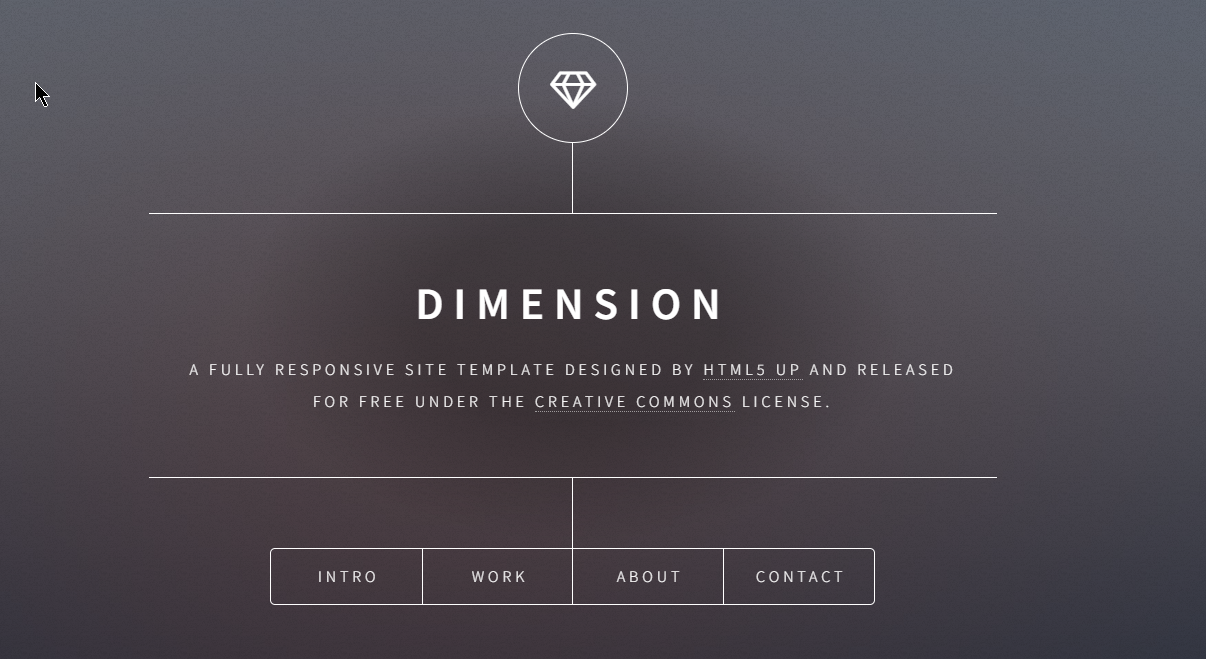 DIMENSION
A FULLY RESPONSIVE SITE TEMPLATE DESIGNED BY HTML5 UP AND RELEASED
FOR FREE UNDER THE CREATIVE COMMONS LICENSE.
INTRO WORK ABOUT CONTACT